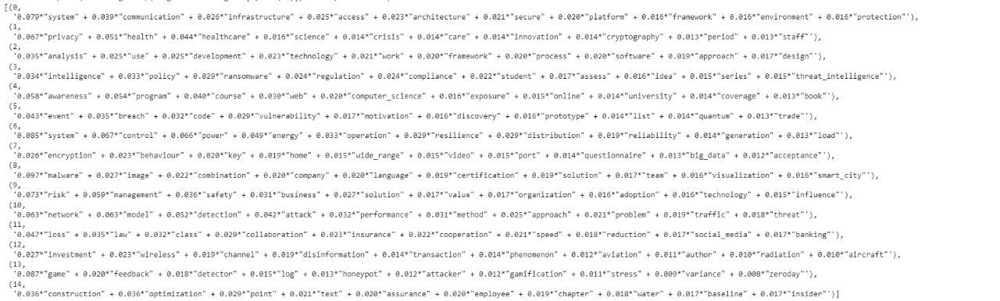 [(0,
'0.079*"system" + 0.039*"communication" + 0.026*"infrastructure" + 0.025*"access" + 0.023*"architecture" + 0.021*"secure" + 0.020*"platform" + 0.016*"framework" + 0.016*"environment" + 0.016*"protection"'),
(1,
'0.067*"privacy" + 0.051*"health" + 0.044*"healthcare" + 0.016*"science" + 0.014*"crisis" + 0.014*"care" + 0.014*"innovation" + 0.014*"cryptography" + 0.013*"period" + 0.013*"staff"'),
(2,
'0.035*"analysis" + 0.025*"use" + 0.025*"development" + 0.023*"technology" + 0.021*"work" + 0.020*"framework" + 0.020*"process" + 0.020*"software" + 0.019*"approach" + 0.017*"design"'),
(3,
'0.034*"intelligence" + 0.033*"policy" + 0.029*"ransomware" + 0.024*"regulation" + 0.024*"compliance" + 0.022*"student" + 0.017*"assess" + 0.016*"idea" + 0.015*"series" + 0.015*"threat_intelligence"'),
(4,
'0.058*"awareness" + 0.054*"program" + 0.040*"course" + 0.030*"web" + 0.020*"computer_science" + 0.016*"exposure" + 0.015*"online" + 0.014*"university" + 0.014*"coverage" + 0.013*"book"'),
(5,
'0.043*"event" + 0.035*"breach" + 0.032*"code" + 0.029*"vulnerability" + 0.017*"motivation" + 0.016*"discovery" + 0.016*"prototype" + 0.014*"list" + 0.014*"quantum" + 0.013*"trade"'),
(6,
'0.085*"system" + 0.067*"control" + 0.066*"power" + 0.049*"energy" + 0.033*"operation" + 0.029*"resilience" + 0.029*"distribution" + 0.019*"reliability" + 0.014*"generation" + 0.013*"load"'),
(7,
'0.026*"encryption" + 0.023*"behaviour" + 0.020*"key" + 0.019*"home" + 0.015*"wide_range" + 0.015*"video" + 0.015*"port" + 0.014*"questionnaire" + 0.013*"big_data" + 0.012*"acceptance"'),
(8,
'0.097*"malware" + 0.027*"image" + 0.022*"combination" + 0.020*"company" + 0.020*"language" + 0.019*"certification" + 0.019*"solution" + 0.017*"team" + 0.016*"visualization" + 0.016*"smart_city"'),
(9,
'0.073*"risk" + 0.059*"management" + 0.036*"safety" + 0.031*"business" + 0.027*"solution" + 0.017*"value" + 0.017*"organization" + 0.016*"adoption" + 0.016*"technology" + 0.015*"influence"'),
(10,
'0.063*"network" + 0.063*"model" + 0.052*"detection" + 0.042*"attack" + 0.032*"performance" + 0.031*"method" + 0.025*"approach" + 0.021*"problem" + 0.019*"traffic" + 0.018*"threat"'),
(11,
'0.047*"loss" + 0.035*"law" + 0.032*"class" + 0.029*"collaboration" + 0.023*"insurance" + 0.022*"cooperation" + 0.021*"speed" + 0.018*"reduction" + 0.017*"social_media" + 0.017*"banking"'),
(12,
'0.027*"investment" + 0.023*"wireless" + 0.019*"channel" + 0.019*"disinformation" + 0.014*"transaction" + 0.014*"phenomenon" + 0.012*"aviation" + 0.011*"author" + 0.010*"radiation" + 0.010*"aircraft"'),
(13,
'0.087*"game" + 0.020*"feedback" + 0.018*"detector" + 0.015*"log" + 0.013*"honeypot" + 0.012*"attacker" + 0.012*"gamification" + 0.011*"stress" + 0.009*"variance" + 0.008*"zeroday"'),
(14,
'0.036*"construction" + 0.036*"optimization" + 0.029*"point" + 0.021*"text" + 0.020*"assurance" + 0.020*"employee" + 0.019*"chapter" + 0.018*"water" + 0.017*"baseline" + 0.017*"insider"')]